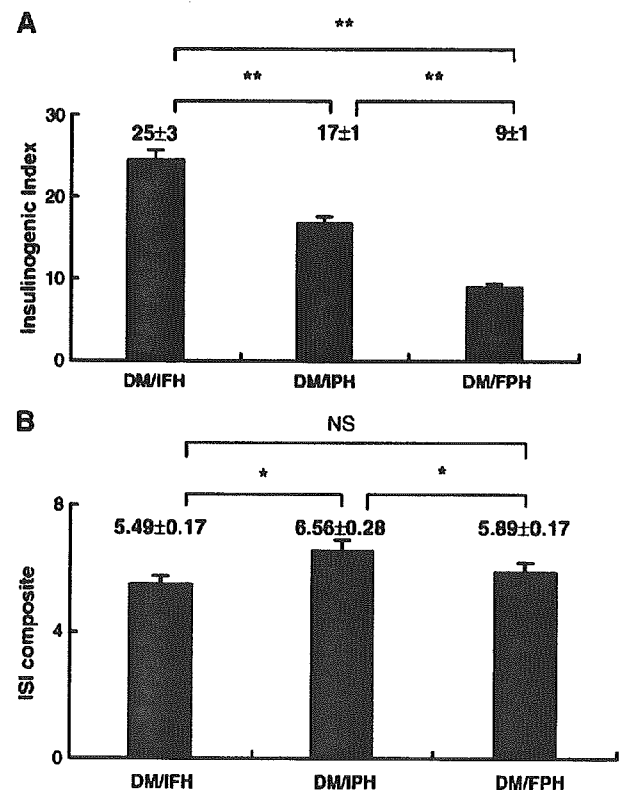 A
**
** **
30
25±3 17±1 9±1
Insulinogenic Index
20
10
0
DM/IFH DM/IPH DM/FPH
B
NS
* *
8
5.49±0.17 6.56±0.28 5.89±0.17
ISI composite
4
0
DM/IFH DM/IPH DM/FPH